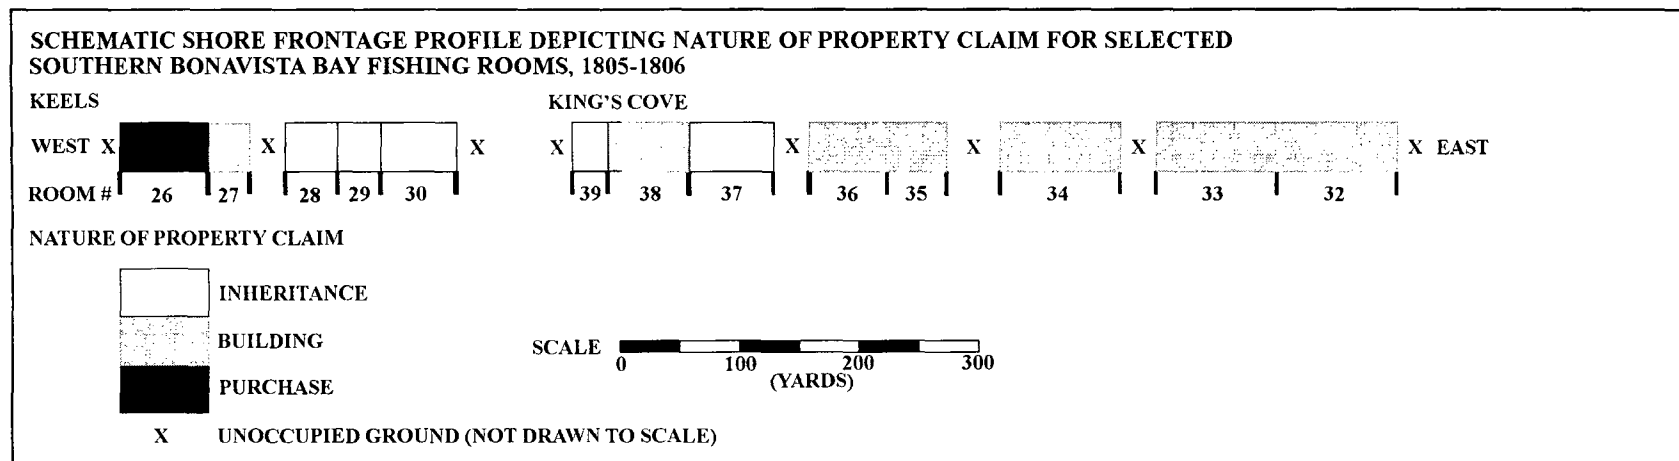 SCHEMATIC SHORE FRONTAGE PROFILE DEPICTING NATURE OF PROPERTY CLAIM FOR SELECTED
SOUTHERN BONAVISTA BAY FISHING ROOMS, 1805-1806
KEELS KING'S COVE
WEST X X X X X X X X EAST
ROOM # 26 27 28 29 30 39 38 37 36 35 34 33 32
NATURE OF PROPERTY CLAIM
INHERITANCE
BUILDING
PURCHASE
X UNOCCUPIED GROUND (NOT DRAWN TO SCALE)
SCALE
0 100 200 300
(YARDS)